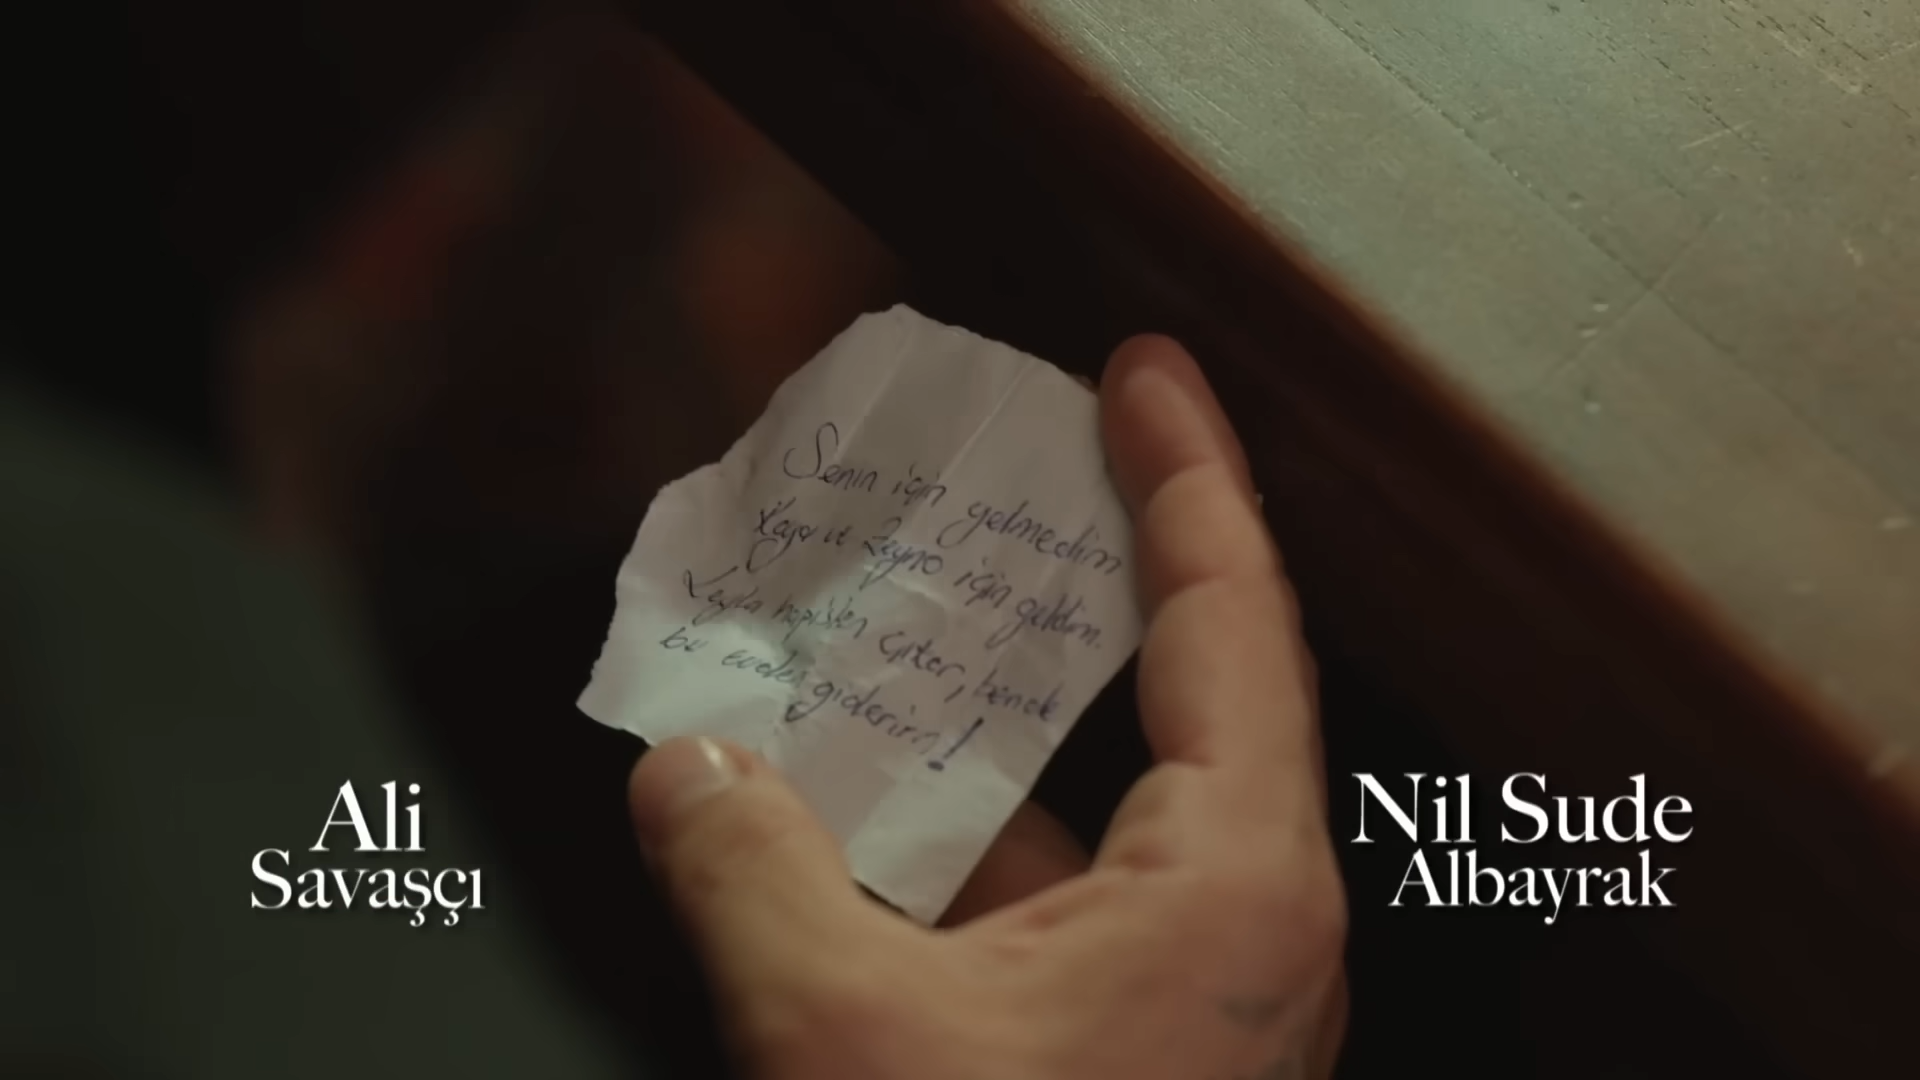 Senin için gelmedim
Kaya ve Zeyno için geldim.
Leyla hapisten çıkar, bende
bu evden giderim!
Ali
Savaşçı
Nil Sude
Albayrak